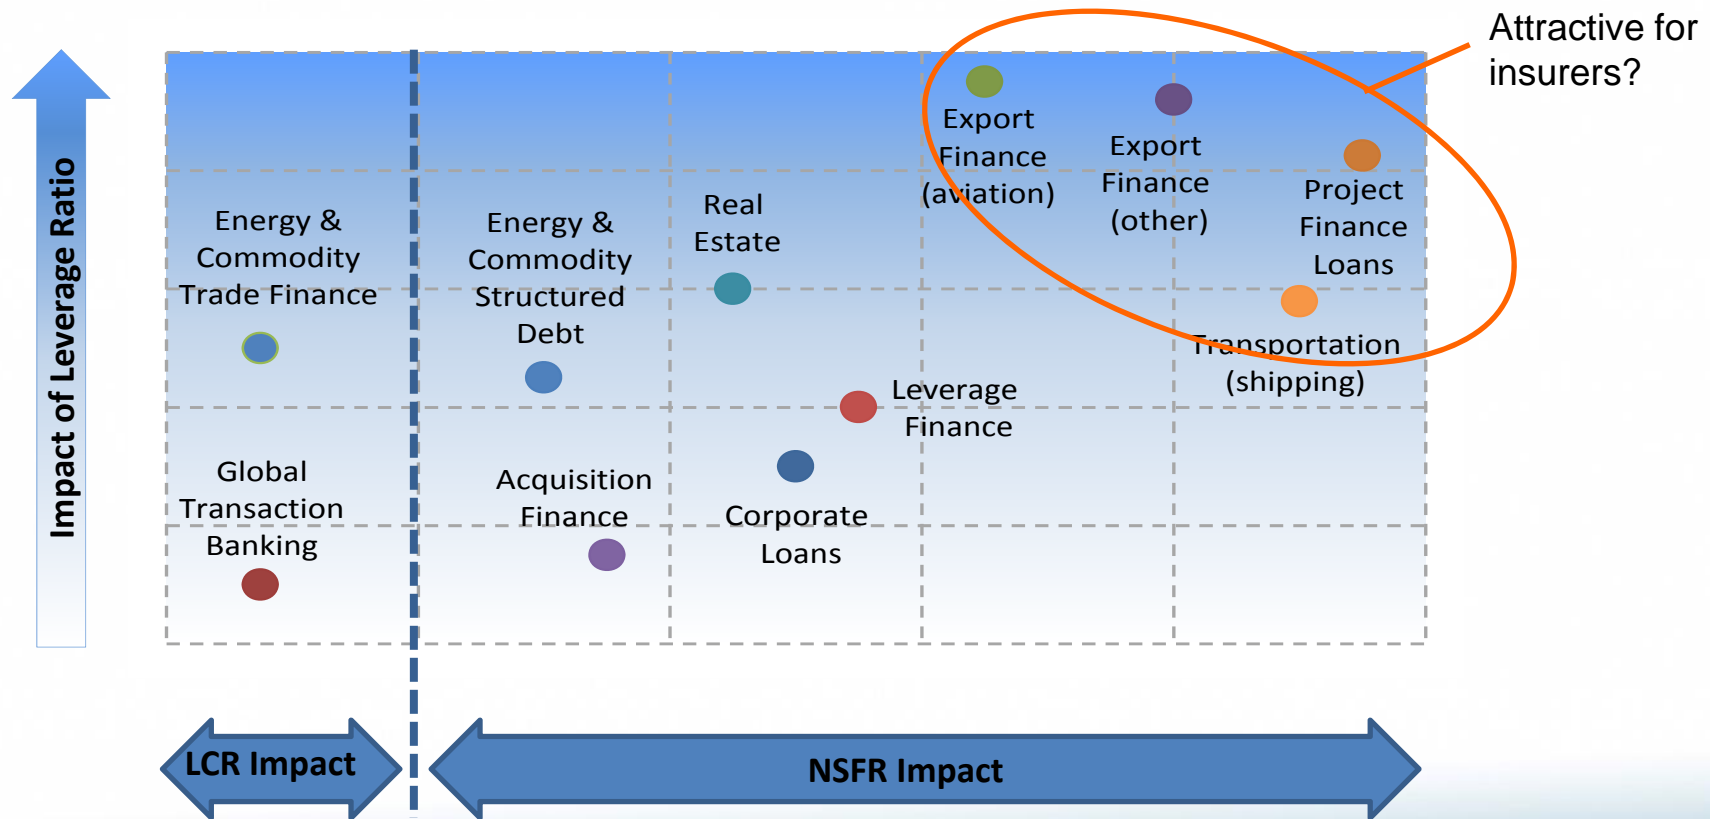 Attractive for
insurers?
Impact of Leverage Ratio
Export
Finance
(aviation)
Export
Finance
(other)
Project
Finance
Loans
Real
Estate
Energy &
Commodity
Trade Finance
Energy &
Commodity
Structured
Debt
Transportation
(shipping)
Leverage
Finance
Global
Transaction
Banking
Acquisition
Finance
Corporate
Loans
LCR Impact
NSFR Impact